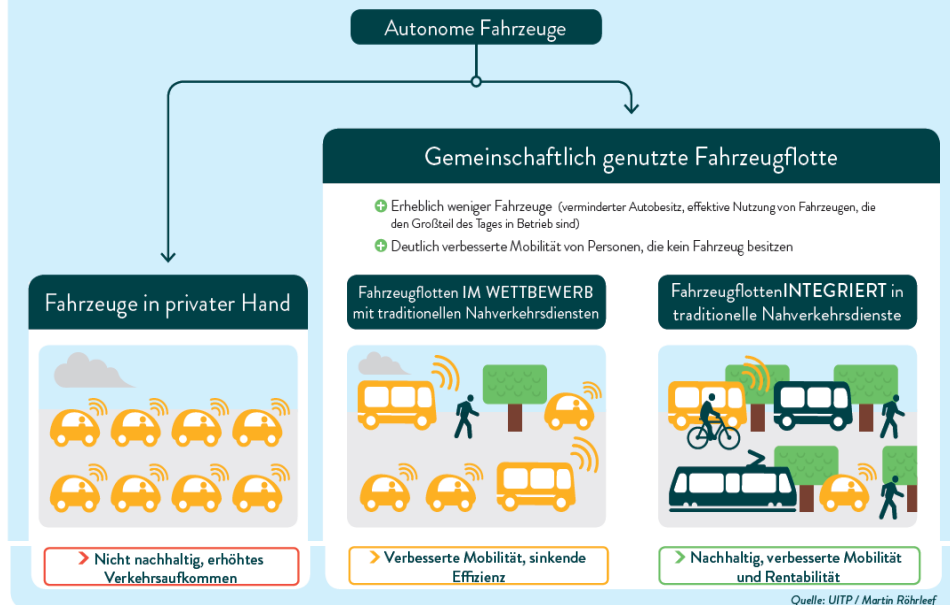 Autonome Fahrzeuge
Gemeinschaftlich genutzte Fahrzeugflotte
Erheblich weniger Fahrzeuge (verminderter Autobesitz, effektive Nutzung von Fahrzeugen, die
den Großteil des Tages in Betrieb sind)
Deutlich verbesserte Mobilität von Personen, die kein Fahrzeug besitzen
Fahrzeuge in privater Hand
Fahrzeugflotten IM WETTBEWERB
mit traditionellen Nahverkehrsdiensten
FahrzeugflottenINTEGRIERT in
traditionelle Nahverkehrsdienste
Nicht nachhaltig, erhöhtes
Verkehrsaufkommen
Verbesserte Mobilität, sinkende
Effizienz
Nachhaltig, verbesserte Mobilität
und Rentabilität
Quelle: UITP / Martin Röhrleef